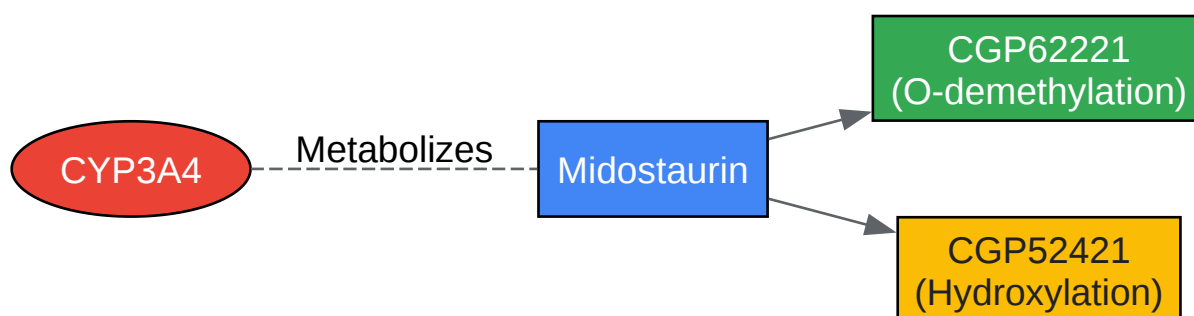 CYP3A4
Metabolizes
Midostaurin
CGP62221
(O-demethylation)
CGP52421
(Hydroxylation)